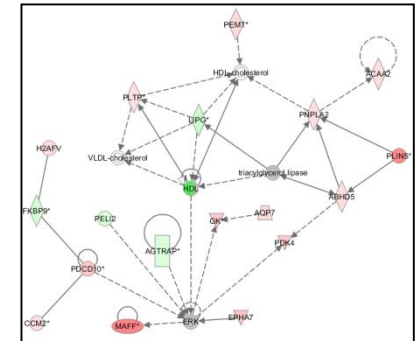 PEMT*
HDL-cholesterol
ACAA2
PLTP*
LIPG*
PNPLA2
H2AFV
VLDL-cholesterol
PLIN5*
triacylglycerol lipase
HDL
ABHD5
FKBP9*
PELI2
GK*
AQP7
AGTRAP*
PDK4
PDCD10*
CCM2*
MAFF*
ERK
EPHA7